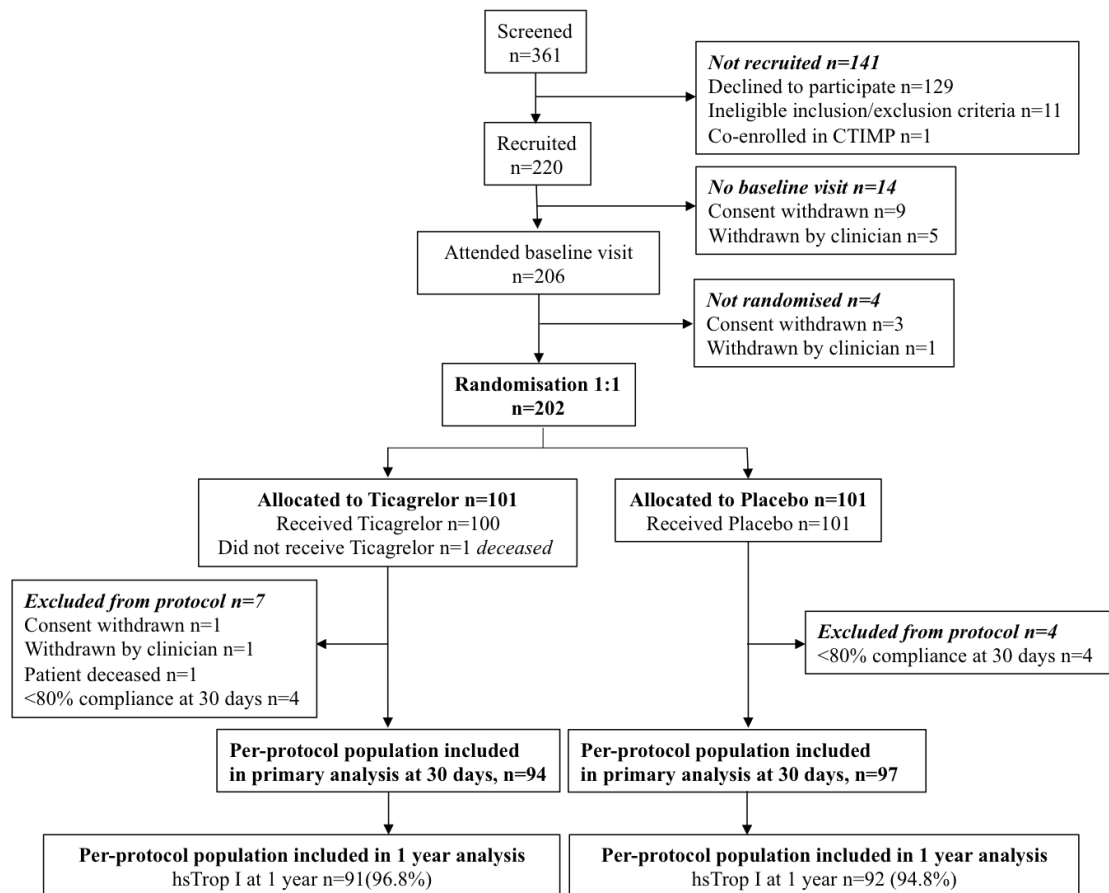 Screened
n=361
Not recruited n=141
Declined to participate n=129
Ineligible inclusion/exclusion criteria n=11
Co-enrolled in CTIMP n=1
Recruited
n=220
No baseline visit n=14
Consent withdrawn n=9
Withdrawn by clinician n=5
Attended baseline visit
n=206
Not randomised n=4
Consent withdrawn n=3
Withdrawn by clinician n=1
Randomisation 1:1
n=202
Allocated to Ticagrelor n=101
Received Ticagrelor n=100
Did not receive Ticagrelor n=1 deceased
Allocated to Placebo n=101
Received Placebo n=101
Excluded from protocol n=7
Consent withdrawn n=1
Withdrawn by clinician n=1
Patient deceased n=1
<80% compliance at 30 days n=4
Excluded from protocol n=4
<80% compliance at 30 days n=4
Per-protocol population included
in primary analysis at 30 days, n=94
Per-protocol population included
in primary analysis at 30 days, n=97
Per-protocol population included in 1 year analysis
hsTrop I at 1 year n=91(96.8%)
Per-protocol population included in 1 year analysis
hsTrop I at 1 year n=92 (94.8%)